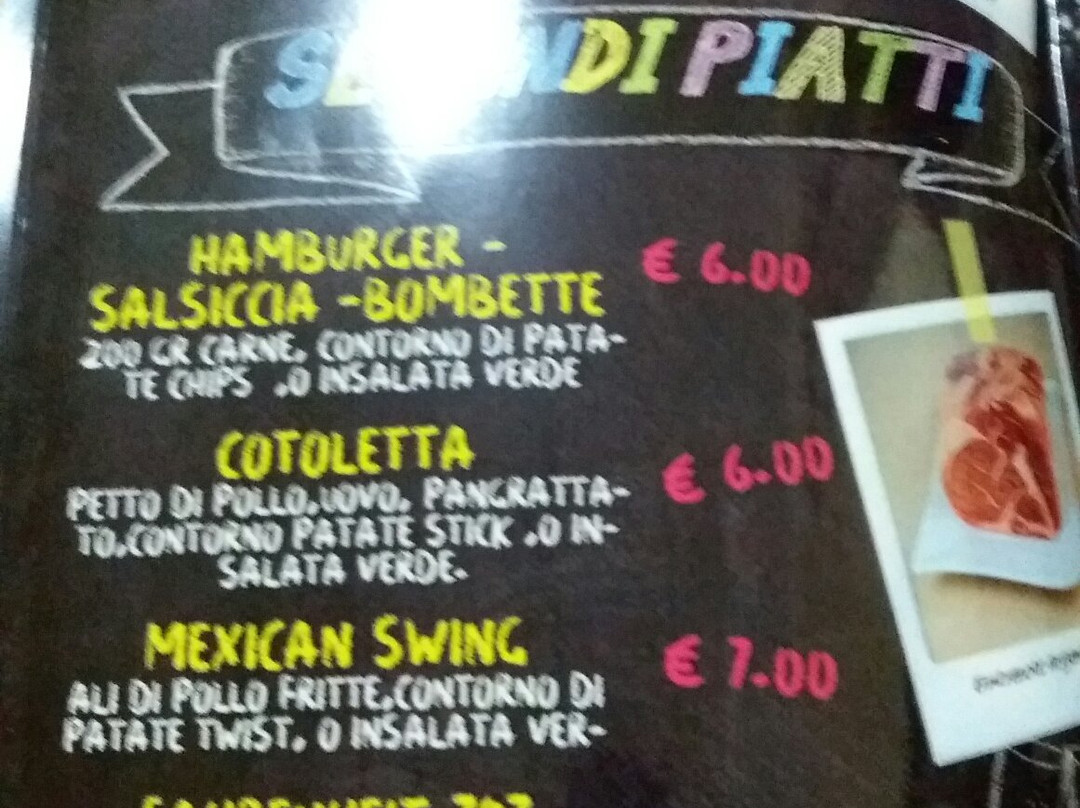 SECONDI PIATTI
HAMBURGER -
SALSICCIA -BOMBETTE
€ 6.00
200 GR CARNE, CONTORNO DI PATA-
TE CHIPS ,O INSALATA VERDE
COTOLETTA
€ 6.00
PETTO DI POLLO,UOVO, PANGRATTA-
TO,CONTORNO PATATE STICK ,O IN-
SALATA VERDE.
MEXICAN SWING
€ 7.00
ALI DI POLLO FRITTE,CONTORNO DI
PATATE TWIST, O INSALATA VER-